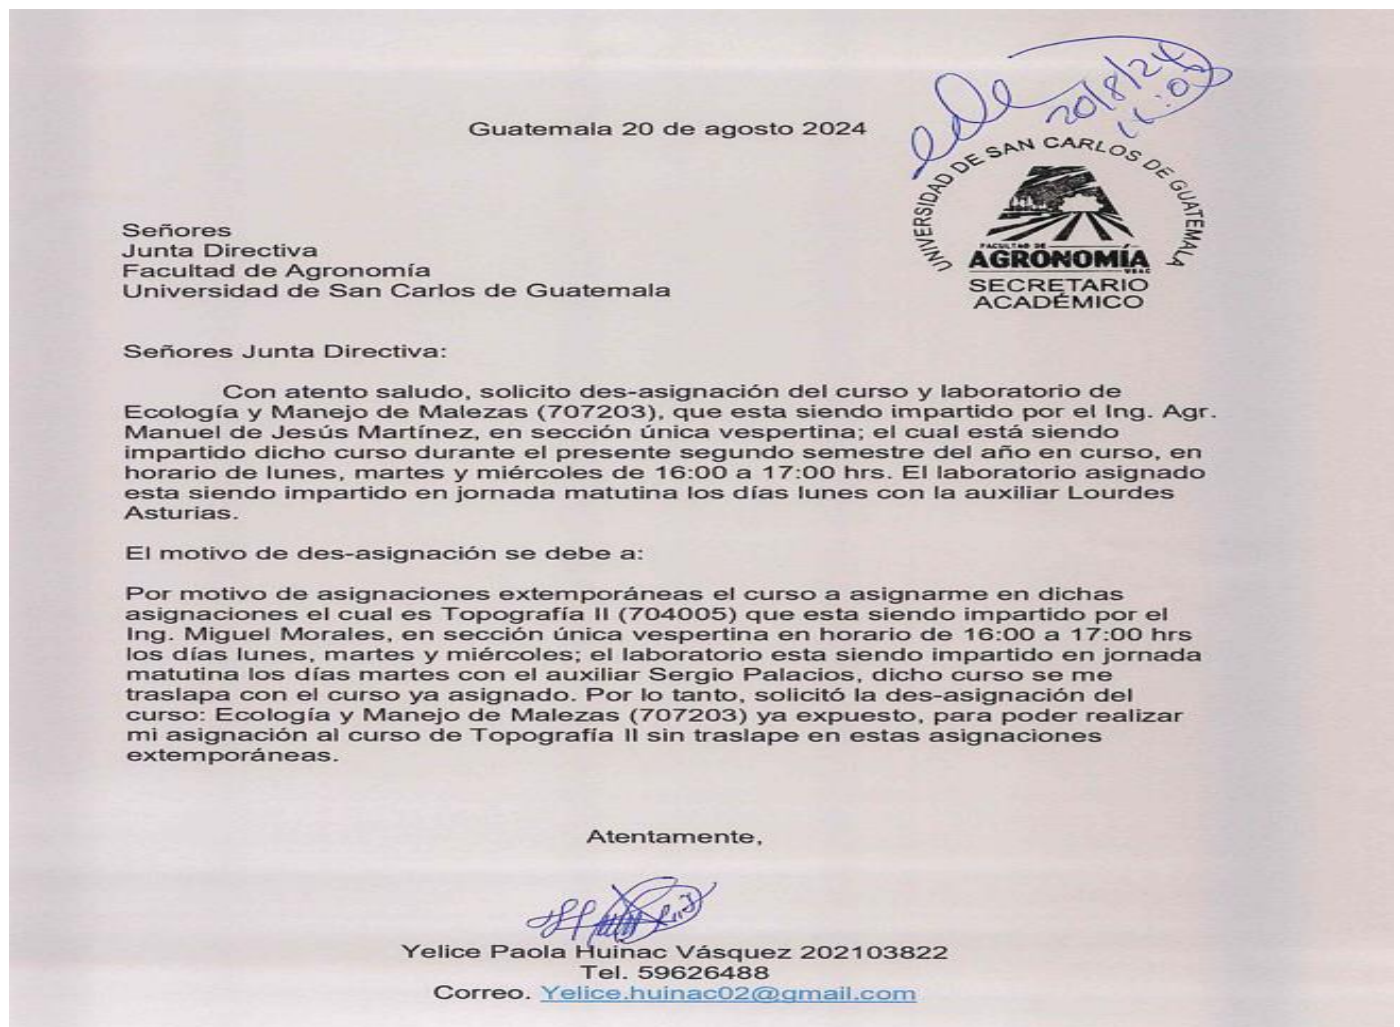 20/8/24
Guatemala 20 de agosto 2024
UNIVERSIDAD DE SAN CARLOS DE GUATEMALA
FACULTAD DE
AGRONOMÍA
USAC
SECRETARIO
ACADÉMICO
Señores
Junta Directiva
Facultad de Agronomía
Universidad de San Carlos de Guatemala
Señores Junta Directiva:
Con atento saludo, solicito des-asignación del curso y laboratorio de
Ecología y Manejo de Malezas (707203), que esta siendo impartido por el Ing. Agr.
Manuel de Jesús Martínez, en sección única vespertina; el cual está siendo
impartido dicho curso durante el presente segundo semestre del año en curso, en
horario de lunes, martes y miércoles de 16:00 a 17:00 hrs. El laboratorio asignado
esta siendo impartido en jornada matutina los días lunes con la auxiliar Lourdes
Asturias.
El motivo de des-asignación se debe a:
Por motivo de asignaciones extemporáneas el curso a asignarme en dichas
asignaciones el cual es Topografía II (704005) que esta siendo impartido por el
Ing. Miguel Morales, en sección única vespertina en horario de 16:00 a 17:00 hrs
los días lunes, martes y miércoles; el laboratorio esta siendo impartido en jornada
matutina los días martes con el auxiliar Sergio Palacios, dicho curso se me
traslapa con el curso ya asignado. Por lo tanto, solicitó la des-asignación del
curso: Ecología y Manejo de Malezas (707203) ya expuesto, para poder realizar
mi asignación al curso de Topografía II sin traslape en estas asignaciones
extemporáneas.
Atentamente,
Yelice Paola Huinac Vásquez 202103822
Tel. 59626488
Correo. Yelice.huinac02@gmail.com